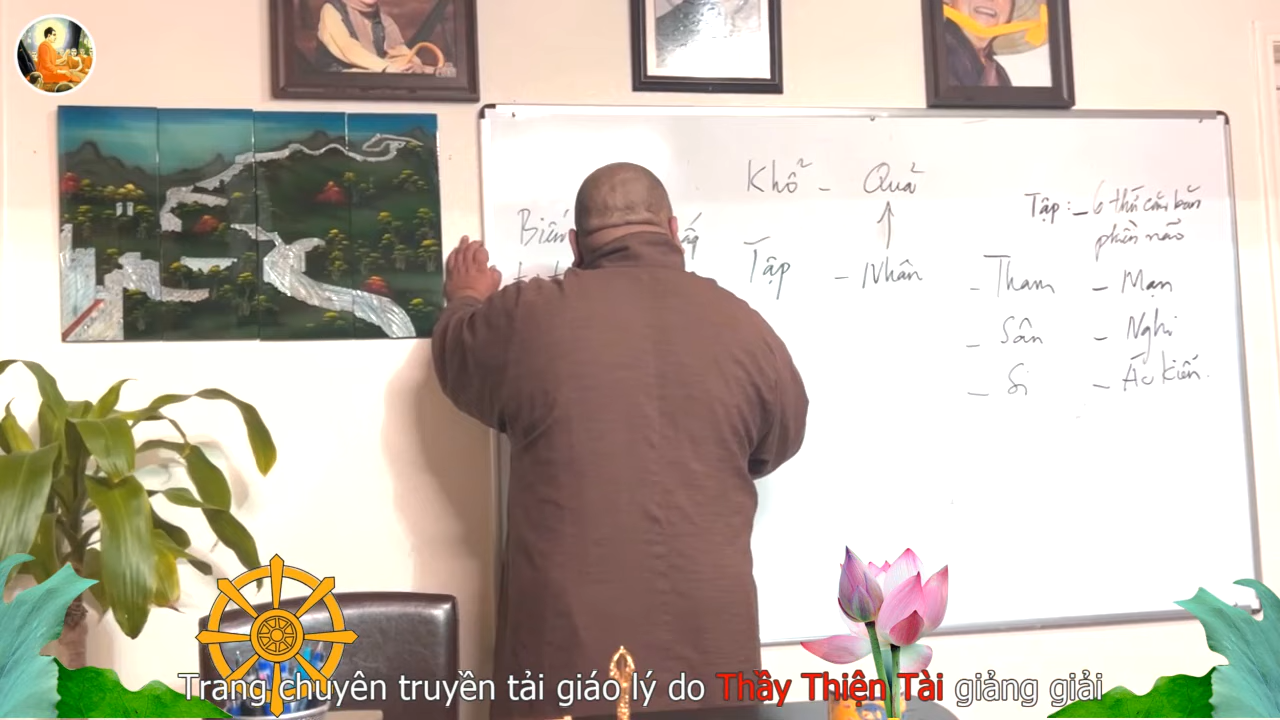 Khổ - Quả
Biến
Tập - Nhân
Tập: - 6 thứ căn bản
phiền não
- Tham - Mạn
- Sân - Nghi
- Si - Ác kiến.
Trang chuyên truyền tải giáo lý do Thầy Thiện Tài giảng giải